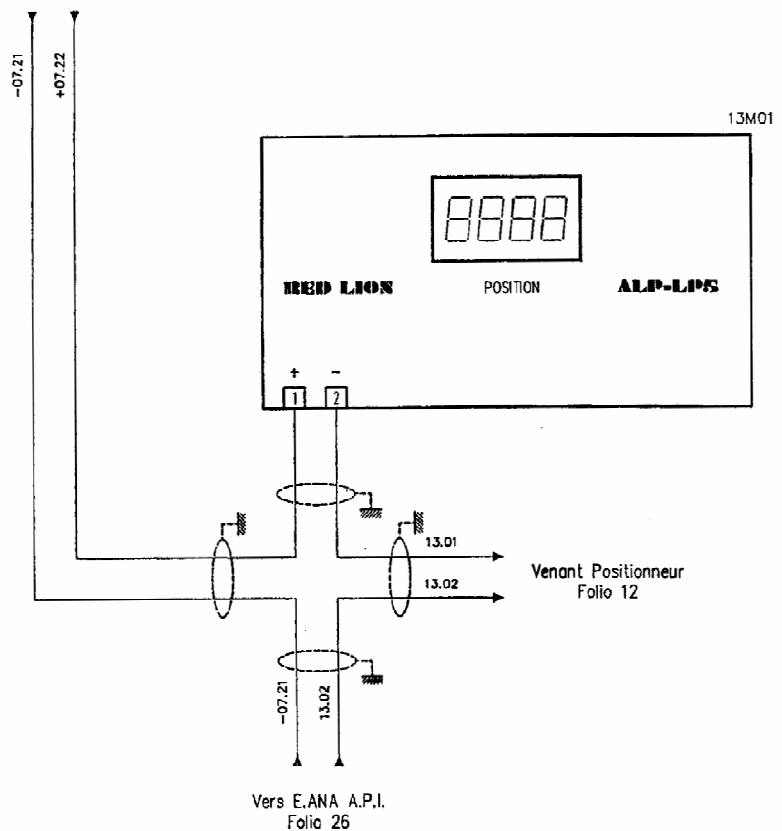 -07.21
+07.22
13M01
8888
RED LION
POSITION
ALP-LP5
+ -
1 2
13.01
13.02
Venant Positionneur
Folio 12
-07.21
13.02
Vers E.ANA A.P.I.
Folio 26